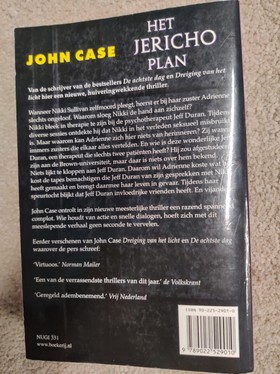 JOHN CASE
HET
JERICHO
PLAN
Van de schrijver van de bestsellers De achtste dag en Dreiging van het
licht hier een nieuwe, huiveringwekkende thriller.
Wanneer Nikki Sullivan zelfmoord pleegt, heerst er bij haar zuster Adrienne
slechts ongeloof. Waarom sloeg Nikki de hand aan zichzelf?
Nikki bleek in therapie te zijn bij de psychotherapeut Jeff Duran. Tijdens
diverse sessies ontdekte hij dat Nikki in het verleden seksueel misbruikt
is. Maar waarom kan Adrienne zich hier niets van herinneren? Zij waren
immers zusters die elkaar alles vertelden. En wie is deze wonderlijke Jeff
Duran, een therapeut die slechts twee patiënten heeft? Hij zou afgestudeerd
zijn aan de Brown-universiteit, maar daar is niets over hem bekend.
Niets lijkt te kloppen aan Jeff Duran. Daarom wil Adrienne koste wat
kost de tapes bemachtigen die Duran van zijn gesprekken met Nikki
heeft gemaakt en brengt daarmee haar leven in gevaar. Tijdens haar
speurtocht blijkt dat Jeff Duran invloedrijke vrienden heeft. En vijanden
John Case ontrolt in zijn nieuwe meesterlijke thriller een razend spannend
complot. Wie houdt van actie en snelle dialogen, hoeft zich met dit
meeslepende verhaal geen seconde te vervelen.
Eerder verschenen van John Case Dreiging van het licht en De achtste dag
waarover de pers schreef:
'Virtuoos.' Norman Mailer
'Een van de verrassendste thrillers van dit jaar.' de Volkskrant
'Geregeld adembenemend.' Vrij Nederland
NUGI 331
www.boekerij.nl
ISBN 90-225-2901-0
9 789022 529010